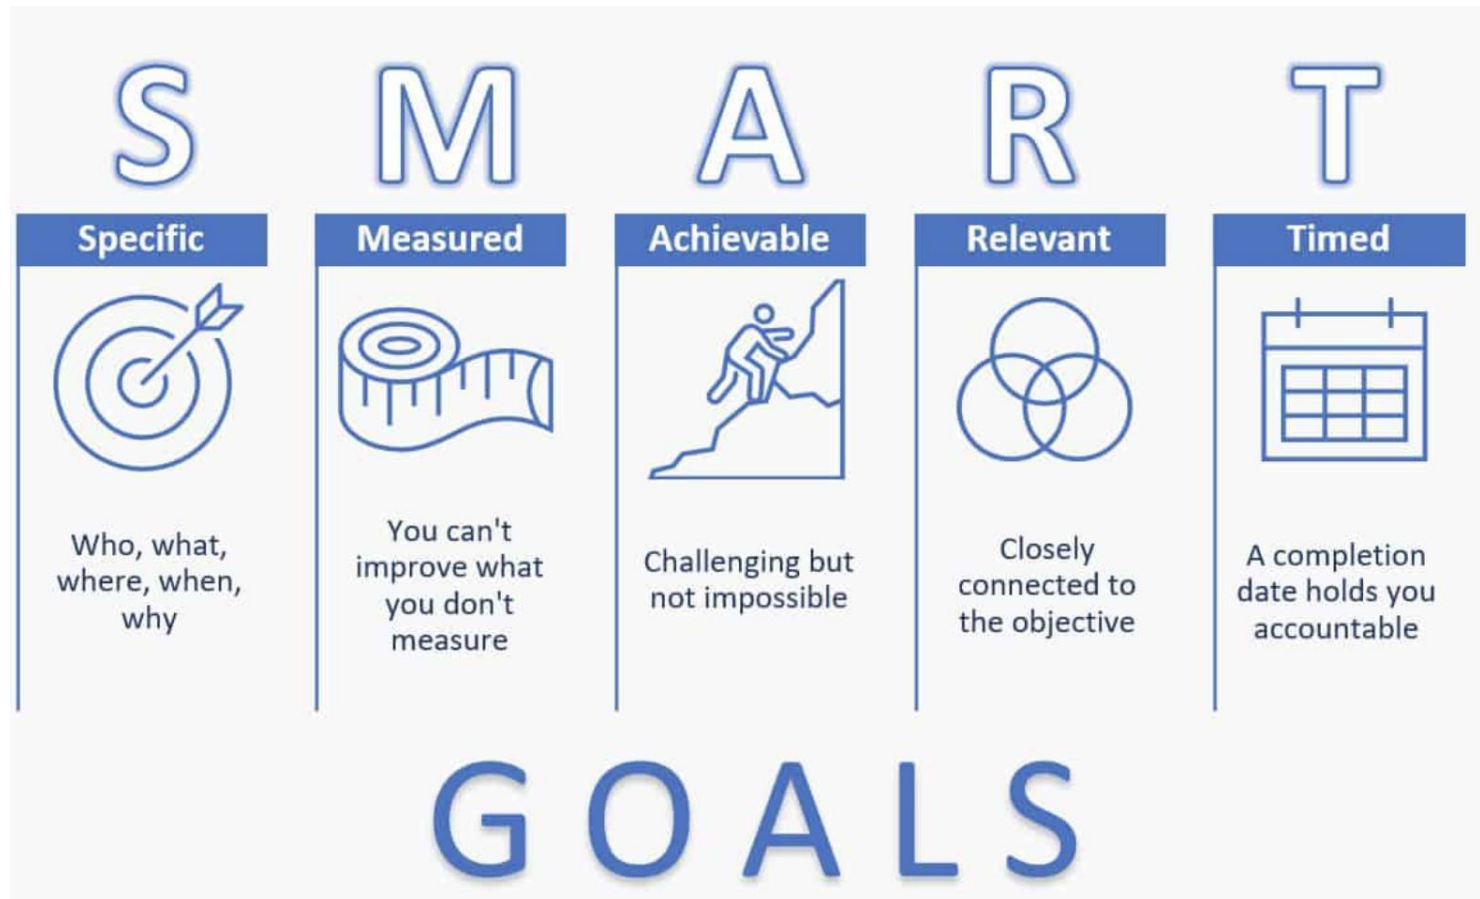 S M A R T
Specific
Who, what,
where, when,
why
Measured
You can't
improve what
you don't
measure
Achievable
Challenging but
not impossible
Relevant
Closely
connected to
the objective
Timed
A completion
date holds you
accountable
GOALS